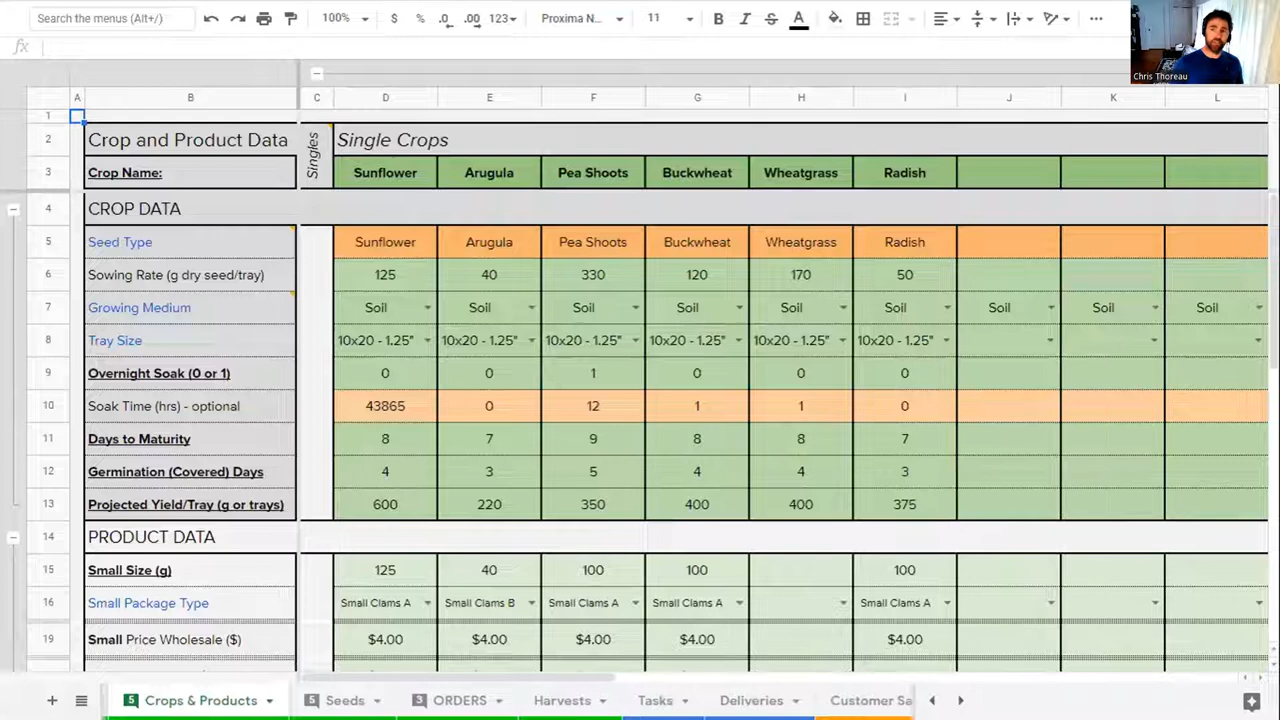 Search the menus (Alt+/) 100% $ % .0 .00 123 Proxima N... 11 B I S A
Chris Thoreau
fx
A B C D E F G H I J K L
1
2 Crop and Product Data Singles Single Crops
3 Crop Name: Sunflower Arugula Pea Shoots Buckwheat Wheatgrass Radish
4 CROP DATA
5 Seed Type Sunflower Arugula Pea Shoots Buckwheat Wheatgrass Radish
6 Sowing Rate (g dry seed/tray) 125 40 330 120 170 50
7 Growing Medium Soil Soil Soil Soil Soil Soil Soil Soil Soil
8 Tray Size 10x20 - 1.25" 10x20 - 1.25" 10x20 - 1.25" 10x20 - 1.25" 10x20 - 1.25" 10x20 - 1.25"
9 Overnight Soak (0 or 1) 0 0 1 0 0 0
10 Soak Time (hrs) - optional 43865 0 12 1 1 0
11 Days to Maturity 8 7 9 8 8 7
12 Germination (Covered) Days 4 3 5 4 4 3
13 Projected Yield/Tray (g or trays) 600 220 350 400 400 375
14 PRODUCT DATA
15 Small Size (g) 125 40 100 100 100
16 Small Package Type Small Clams A Small Clams B Small Clams A Small Clams A Small Clams A
19 Small Price Wholesale ($) $4.00 $4.00 $4.00 $4.00 $4.00
5 Crops & Products 5 Seeds 3 ORDERS Harvests Tasks Deliveries Customer Sa